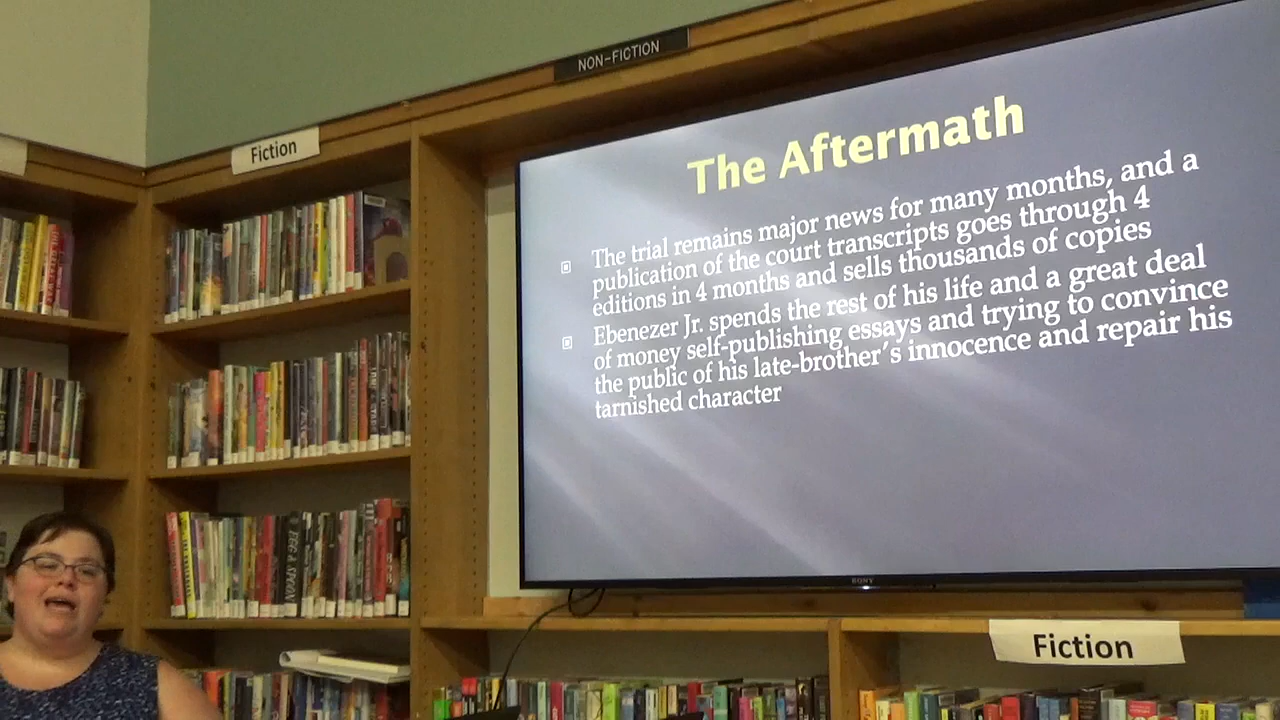 NON-FICTION
Fiction
The Aftermath
The trial remains major news for many months, and a
publication of the court transcripts goes through 4
editions in 4 months and sells thousands of copies
Ebenezer Jr. spends the rest of his life and a great deal
of money self-publishing essays and trying to convince
the public of his late-brother's innocence and repair his
tarnished character
EGG & SPOON
SONY
Fiction